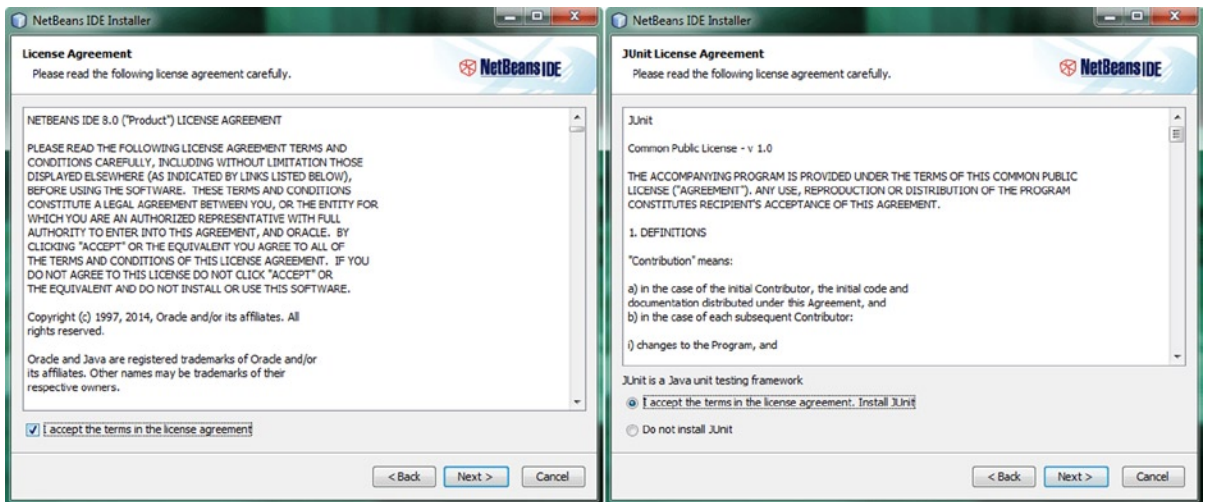 NetBeans IDE Installer
License Agreement
Please read the following license agreement carefully.
NetBeans IDE
NETBEANS IDE 8.0 ("Product") LICENSE AGREEMENT
PLEASE READ THE FOLLOWING LICENSE AGREEMENT TERMS AND
CONDITIONS CAREFULLY, INCLUDING WITHOUT LIMITATION THOSE
DISPLAYED ELSEWHERE (AS INDICATED BY LINKS LISTED BELOW),
BEFORE USING THE SOFTWARE. THESE TERMS AND CONDITIONS
CONSTITUTE A LEGAL AGREEMENT BETWEEN YOU, OR THE ENTITY FOR
WHICH YOU ARE AN AUTHORIZED REPRESENTATIVE WITH FULL
AUTHORITY TO ENTER INTO THIS AGREEMENT, AND ORACLE. BY
CLICKING "ACCEPT" OR THE EQUIVALENT YOU AGREE TO ALL OF
THE TERMS AND CONDITIONS OF THIS LICENSE AGREEMENT. IF YOU
DO NOT AGREE TO THIS LICENSE DO NOT CLICK "ACCEPT" OR
THE EQUIVALENT AND DO NOT INSTALL OR USE THIS SOFTWARE.
Copyright (c) 1997, 2014, Oracle and/or its affiliates. All
rights reserved.
Oracle and Java are registered trademarks of Oracle and/or
its affiliates. Other names may be trademarks of their
respective owners.
I accept the terms in the license agreement
< Back
Next >
Cancel
NetBeans IDE Installer
JUnit License Agreement
Please read the following license agreement carefully.
NetBeans IDE
JUnit
Common Public License - v 1.0
THE ACCOMPANYING PROGRAM IS PROVIDED UNDER THE TERMS OF THIS COMMON PUBLIC
LICENSE ("AGREEMENT"). ANY USE, REPRODUCTION OR DISTRIBUTION OF THE PROGRAM
CONSTITUTES RECIPIENT'S ACCEPTANCE OF THIS AGREEMENT.
1. DEFINITIONS
"Contribution" means:
a) in the case of the initial Contributor, the initial code and
documentation distributed under this Agreement, and
b) in the case of each subsequent Contributor:
i) changes to the Program, and
JUnit is a Java unit testing framework
I accept the terms in the license agreement. Install JUnit
Do not install JUnit
< Back
Next >
Cancel